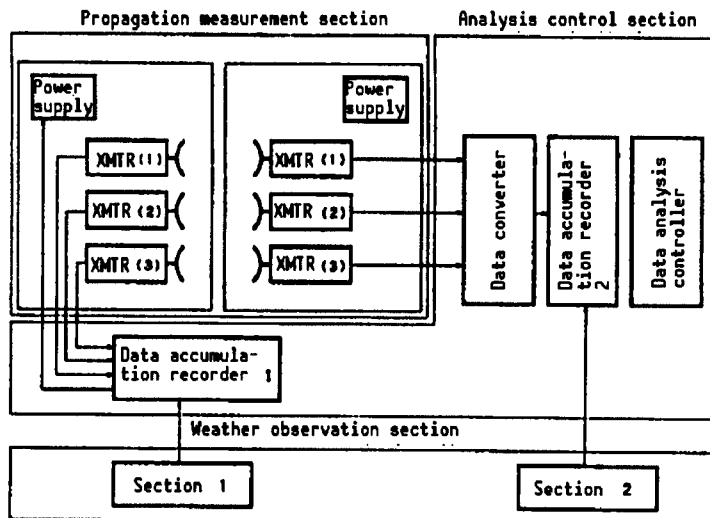 Propagation measurement section
Analysis control section
Power
supply
Power
supply
XMTR (1)
XMTR (1)
XMTR (2)
XMTR (2)
XMTR (3)
XMTR (3)
Data converter
Data accumula-
tion recorder
2
Data analysis
controller
Data accumula-
tion recorder 1
Weather observation section
Section 1
Section 2